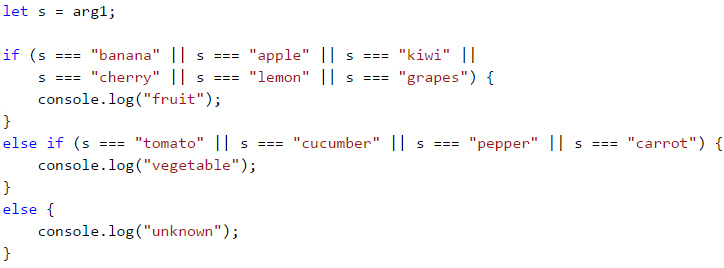 let s = arg1;
if (s === "banana" || s === "apple" || s === "kiwi" ||
    s === "cherry" || s === "lemon" || s === "grapes") {
    console.log("fruit");
}
else if (s === "tomato" || s === "cucumber" || s === "pepper" || s === "carrot") {
    console.log("vegetable");
}
else {
    console.log("unknown");
}